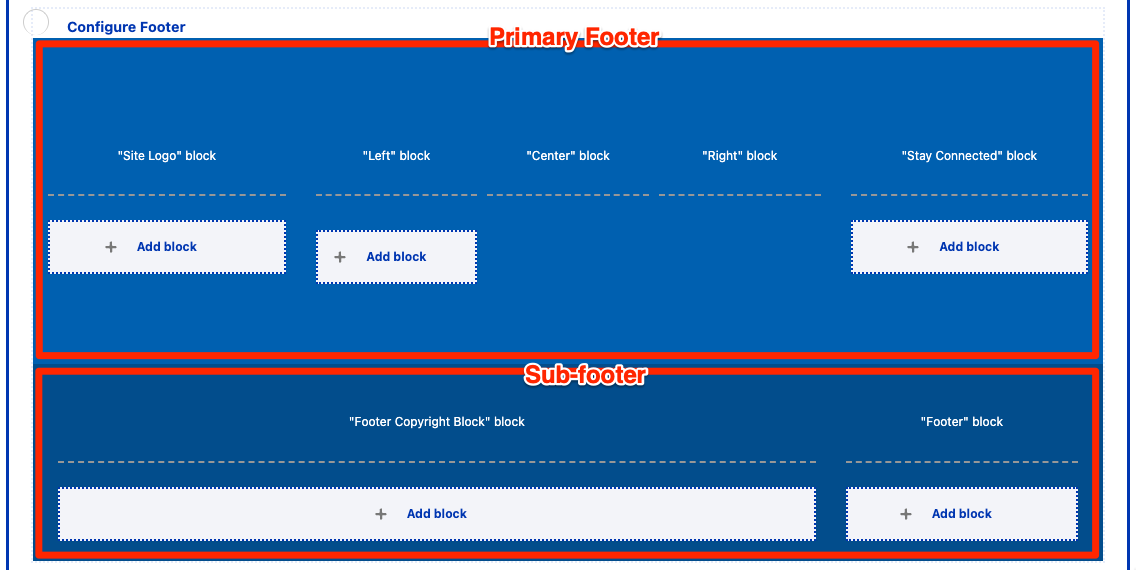 Configure Footer
Primary Footer
"Site Logo" block
"Left" block
"Center" block
"Right" block
"Stay Connected" block
+ Add block
+ Add block
+ Add block
Sub-footer
"Footer Copyright Block" block
"Footer" block
+ Add block
+ Add block